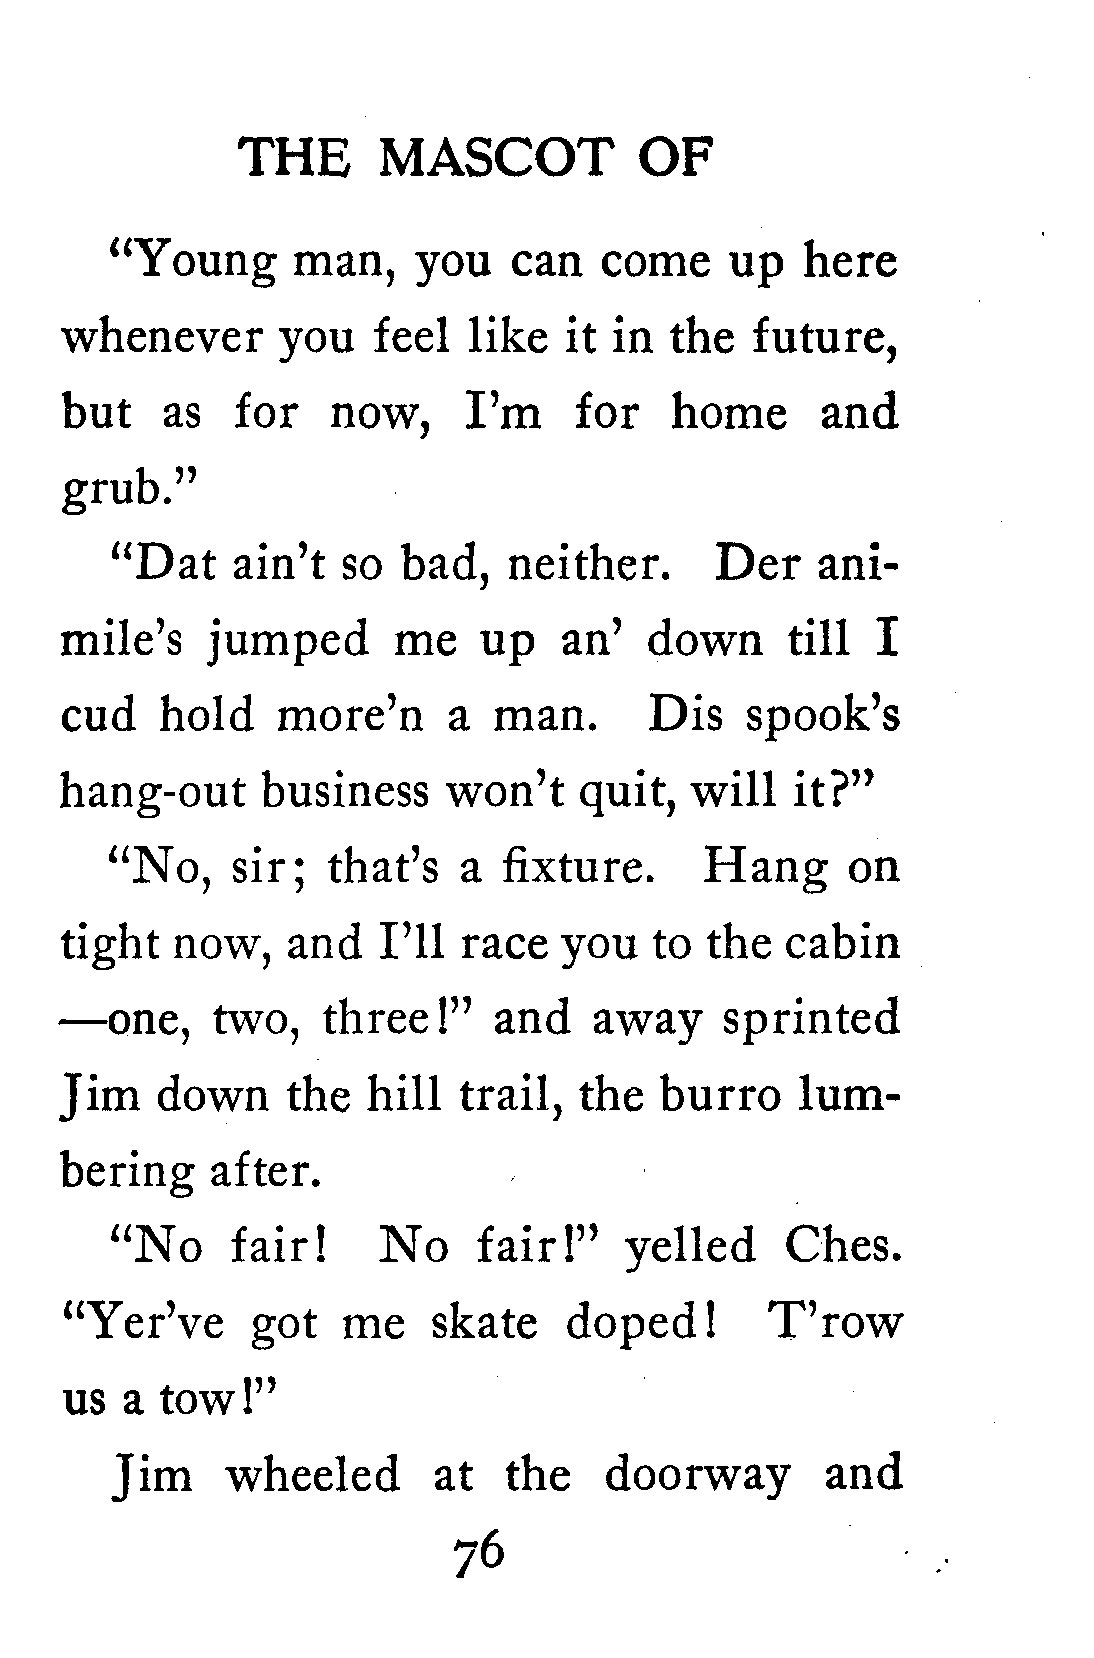 THE MASCOT OF
“Young man, you can come up here
whenever you feel like it in the future,
but as for now, I’m for home and
grub.”
“Dat ain’t so bad, neither. Der ani-
mile’s jumped me up an’ down till I
cud hold more’n a man. Dis spook’s
hang-out business won’t quit, will it?”
“No, sir; that’s a fixture. Hang on
tight now, and I’ll race you to the cabin
—one, two, three!” and away sprinted
Jim down the hill trail, the burro lum-
bering after.
“No fair! No fair!” yelled Ches.
“Yer’ve got me skate doped! T’row
us a tow!”
Jim wheeled at the doorway and
76